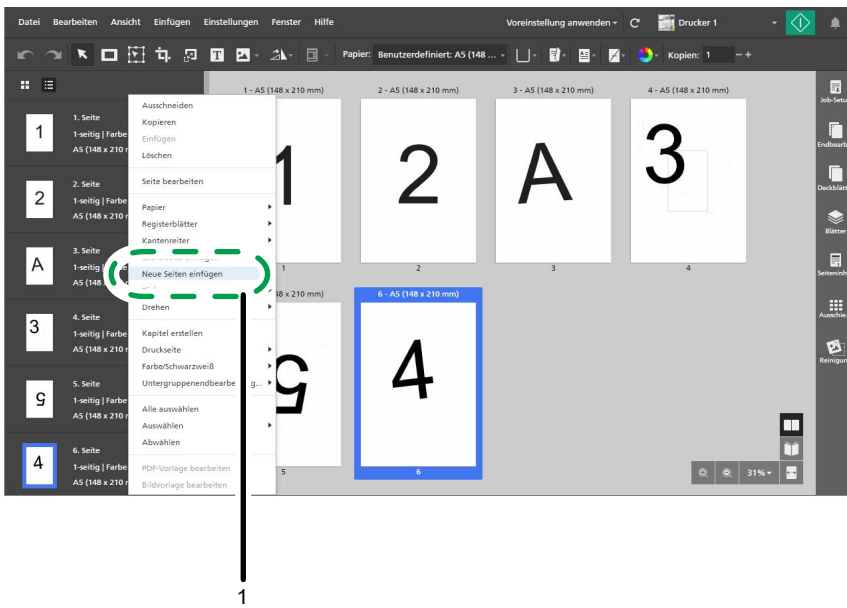 Datei Bearbeiten Ansicht Einfügen Einstellungen Fenster Hilfe Voreinstellung anwenden Drucker 1
Papier: Benutzerdefiniert: A5 (148 ... Kopien: 1 - +
1. Seite
1-seitig | Farbe
A5 (148 x 210
2. Seite
1-seitig | Farbe
A5 (148 x 210
3. Seite
1-seitig
A5 (148
4. Seite
1-seitig | Farbe
A5 (148 x 210
5. Seite
1-seitig | Farbe
A5 (148 x 210
6. Seite
1-seitig | Farbe
A5 (148 x 210
1
2
A
3
5
4
Ausschneiden
Kopieren
Einfügen
Löschen
Seite bearbeiten
Papier
Registerblätter
Kantenreiter
Neue Seiten einfügen
Drehen
Kapitel erstellen
Druckseite
Farbe/Schwarzweiß
Untergruppenendbearbe g...
Alle auswählen
Auswählen
Abwählen
PDF-Vorlage bearbeiten
Bildvorlage bearbeiten
1 - A5 (148 x 210 mm) 2 - A5 (148 x 210 mm) 3 - A5 (148 x 210 mm) 4 - A5 (148 x 210 mm)
1 2 A 3
1 2 3 4
48 x 210 mm) 6 - A5 (148 x 210 mm)
5 4
5 6
Job-Setu
Endbearb
Deckblätt
Blätter
Seiteninh
Ausschie.
Reinigun
31%
1